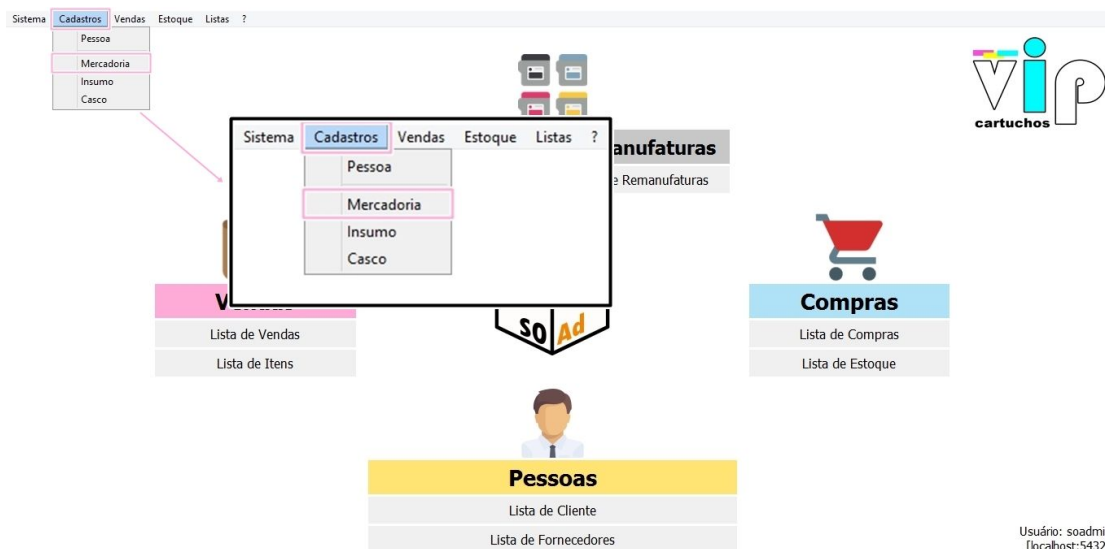 Sistema Cadastros Vendas Estoque Listas ?
Pessoa
Mercadoria
Insumo
Casco
vip
cartuchos
Sistema Cadastros Vendas Estoque Listas ?
Pessoa
Mercadoria
Insumo
Casco
anufaturas
Remanufaturas
Lista de Vendas
Lista de Itens
Compras
Lista de Compras
Lista de Estoque
SO Ad
Pessoas
Lista de Cliente
Lista de Fornecedores
Usuário: soadmi
[localhost:5432